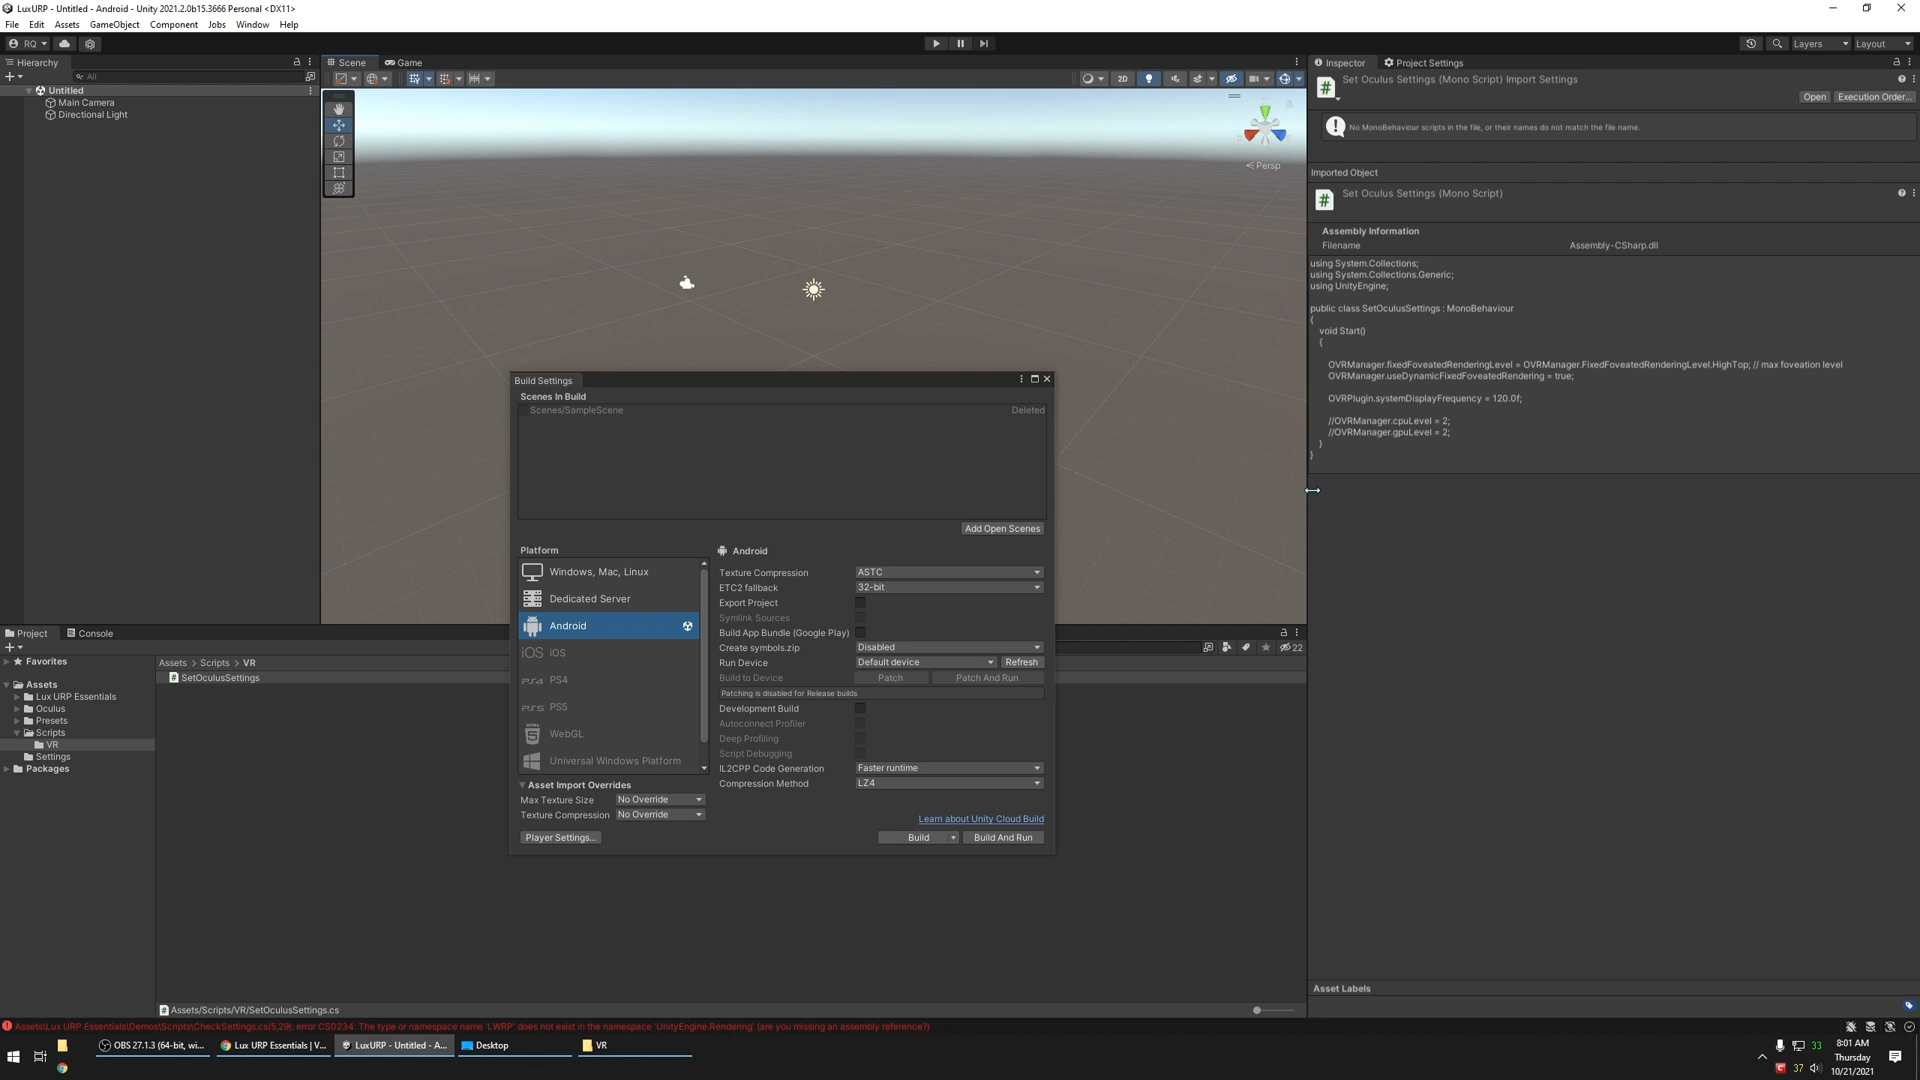 LuxURP - Untitled - Android - Unity 2021.2.0b15.3666 Personal <DX11>
File Edit Assets GameObject Component Jobs Window Help
RQ
Layers
Layout
Hierarchy
All
Untitled
Main Camera
Directional Light
Scene
Game
2D
Persp
Inspector
Project Settings
Set Oculus Settings (Mono Script) Import Settings
Open
Execution Order...
No MonoBehaviour scripts in the file, or their names do not match the file name.
Imported Object
Set Oculus Settings (Mono Script)
Assembly Information
Filename
Assembly-CSharp.dll
using System.Collections;
using System.Collections.Generic;
using UnityEngine;
public class SetOculusSettings : MonoBehaviour
{
void Start()
{
OVRManager.fixedFoveatedRenderingLevel = OVRManager.FixedFoveatedRenderingLevel.HighTop; // max foveation level
OVRManager.useDynamicFixedFoveatedRendering = true;
OVRPlugin.systemDisplayFrequency = 120.0f;
//OVRManager.cpuLevel = 2;
//OVRManager.gpuLevel = 2;
}
}
Asset Labels
Build Settings
Scenes In Build
Scenes/SampleScene
Deleted
Add Open Scenes
Platform
Windows, Mac, Linux
Dedicated Server
Android
iOS iOS
PS4 PS4
PS5 PS5
WebGL
Universal Windows Platform
Asset Import Overrides
Max Texture Size No Override
Texture Compression No Override
Player Settings...
Android
Texture Compression ASTC
ETC2 fallback 32-bit
Export Project
Symlink Sources
Build App Bundle (Google Play)
Create symbols.zip Disabled
Run Device Default device Refresh
Build to Device Patch Patch And Run
Patching is disabled for Release builds
Development Build
Autoconnect Profiler
Deep Profiling
Script Debugging
IL2CPP Code Generation Faster runtime
Compression Method LZ4
Learn about Unity Cloud Build
Build
Build And Run
Project
Console
22
Favorites
Assets
Lux URP Essentials
Oculus
Presets
Scripts
VR
Settings
Packages
Assets > Scripts > VR
SetOculusSettings
Assets/Scripts/VR/SetOculusSettings.cs
Assets\Lux URP Essentials\Demos\Scripts\CheckSettings.cs(5,29): error CS0234: The type or namespace name 'LWRP' does not exist in the namespace 'UnityEngine.Rendering' (are you missing an assembly reference?)
OBS 27.1.3 (64-bit, wi...
Lux URP Essentials | V...
LuxURP - Untitled - A...
Desktop
VR
33
37
8:01 AM
Thursday
10/21/2021